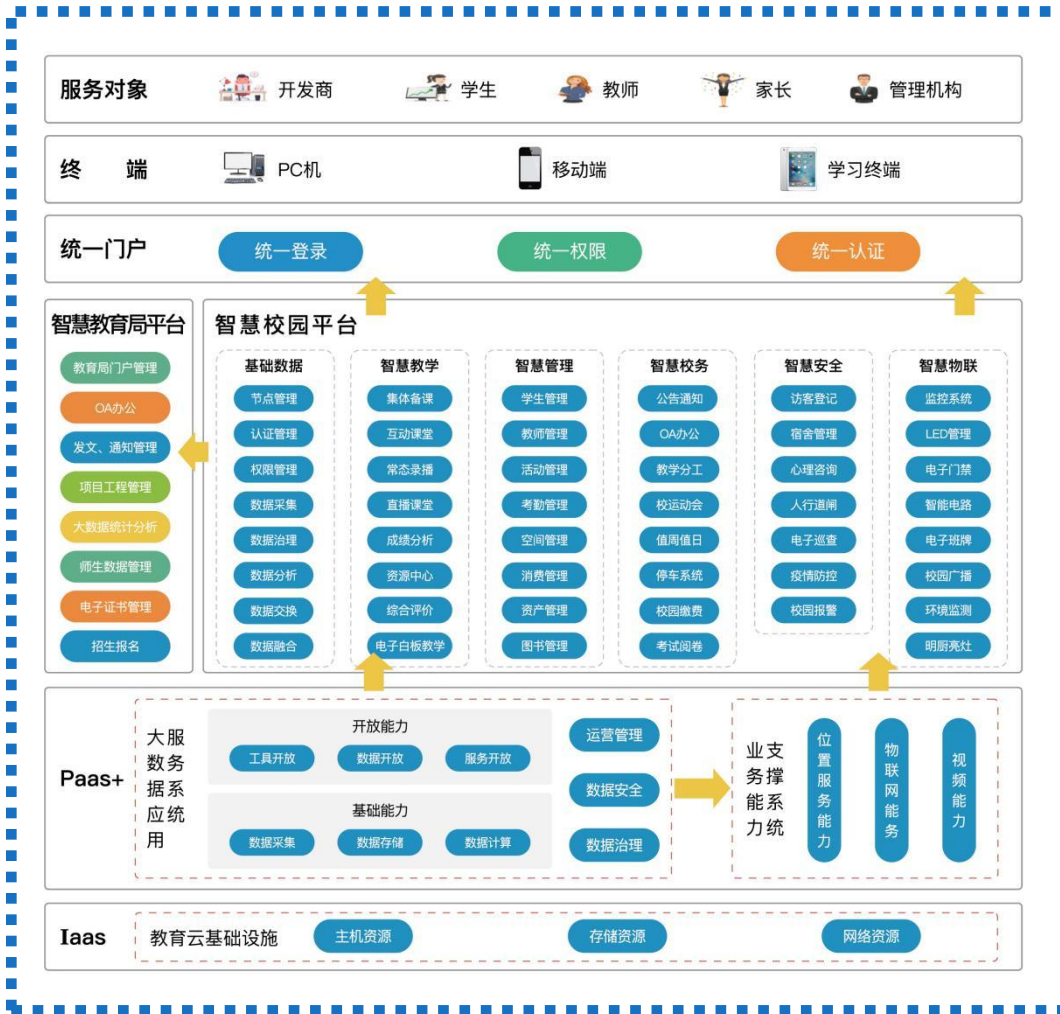 服务对象 开发商 学生 教师 家长 管理机构
终 端 PC机 移动端 学习终端
统一门户 统一登录 统一权限 统一认证
智慧教育局平台
教育局门户管理
OA办公
发文、通知管理
项目工程管理
大数据统计分析
师生数据管理
电子证书管理
招生报名
智慧校园平台
基础数据
节点管理
认证管理
权限管理
数据采集
数据治理
数据分析
数据交换
数据融合
智慧教学
集体备课
互动课堂
常态录播
直播课堂
成绩分析
资源中心
综合评价
电子白板教学
智慧管理
学生管理
教师管理
活动管理
考勤管理
空间管理
消费管理
资产管理
图书管理
智慧校务
公告通知
OA办公
教学分工
校运动会
值周值日
停车系统
校园缴费
考试阅卷
智慧安全
访客登记
宿舍管理
心理咨询
人行道闸
电子巡查
疫情防控
校园报警
智慧物联
监控系统
LED管理
电子门禁
智能电路
电子班牌
校园广播
环境监测
明厨亮灶
Paas+
大数据应用
服务系统
开放能力
工具开放 数据开放 服务开放
基础能力
数据采集 数据存储 数据计算
运营管理
数据安全
数据治理
业务能力
支撑系统
位置服务能力
物联网能务
视频能力
Iaas 教育云基础设施 主机资源 存储资源 网络资源